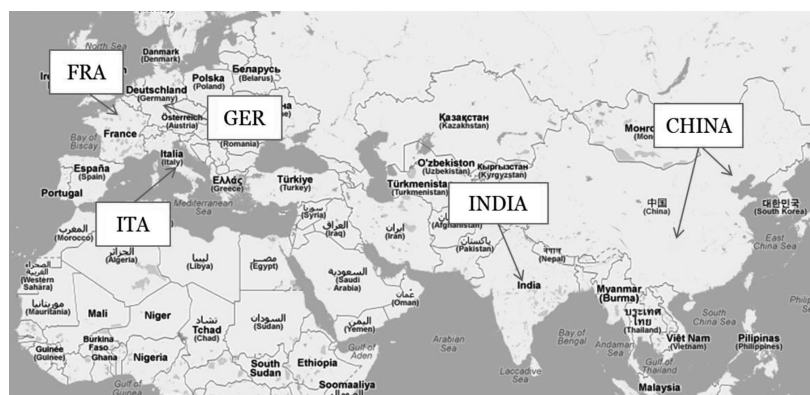 North Sea
Danmark
(Denmark)
FRA
Deutschland
(Germany)
Polska
(Poland)
Беларусь
(Belarus)
GER
Österreich
(Austria)
(Romania)
France
Bay of
Biscay
Italia
(Italy)
España
(Spain)
Portugal
Ελλάς
(Greece)
Türkiye
(Turkey)
Mediterranean
Sea
ITA
المغرب
(Morocco)
الجزائر
(Algeria)
ليبيا
(Libya)
مصر
(Egypt)
الصحراء
الغربية
(Western
Sahara)
موريتانيا
(Mauritania)
Mali
Niger
تشاد
Tchad
(Chad)
السودان
(Sudan)
Burkina
Faso
Guinée
(Guinee)
Ghana
Nigeria
South
Sudan
Ethiopia
Soomaaliya
Gulf of
Guinea
سوريا
(Syria)
العراق
(Iraq)
ایران
(Iran)
السعودية
(Saudi
Arabia)
عمان
(Oman)
اليمن
(Yemen)
Gulf of
Aden
Arabian
Sea
Қазақстан
(Kazakhstan)
O'zbekiston
(Uzbekistan)
Кыргызстан
(Kyrgyzstan)
Türkmenistan
(Turkmenistan)
(Afghanistan)
پاکستان
(Pakistan)
INDIA
नेपाल
(Nepal)
India
CHINA
中国
(China)
대한민국
(South Korea)
East
China Sea
Myanmar
(Burma)
ประเทศ
ไทย
(Thailand)
Việt Nam
(Vietnam)
South
China Sea
Pilipinas
(Philippines)
Bay of
Bengal
Andaman
Sea
Gulf of
Thailand
Laccadive
Sea
Malaysia